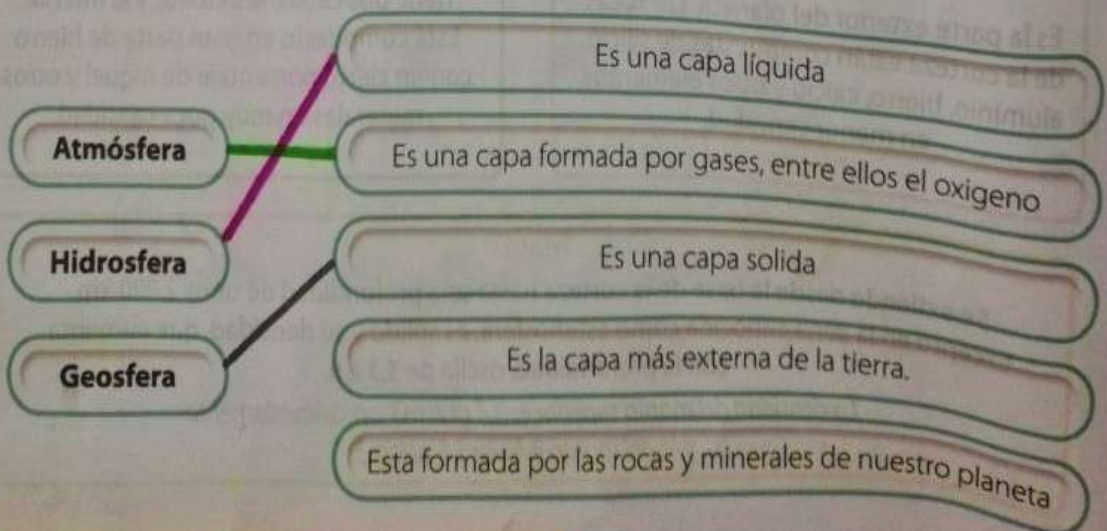 Es una capa líquida
Atmósfera
Es una capa formada por gases, entre ellos el oxigeno
Hidrosfera
Es una capa solida
Geosfera
Es la capa más externa de la tierra.
Esta formada por las rocas y minerales de nuestro planeta